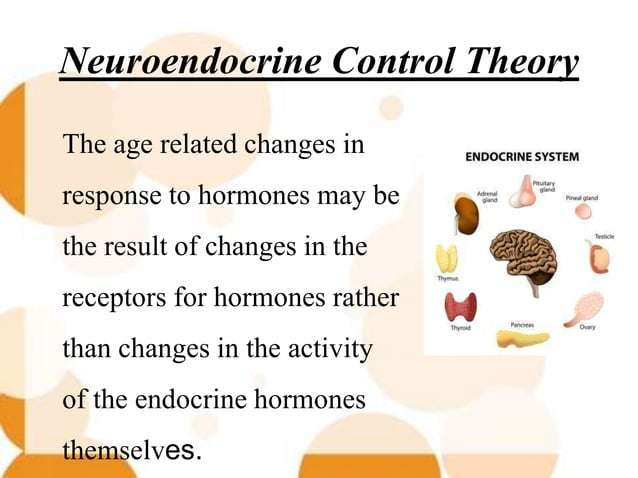 Neuroendocrine Control Theory
The age related changes in
response to hormones may be
the result of changes in the
receptors for hormones rather
than changes in the activity
of the endocrine hormones
themselves.
ENDOCRINE SYSTEM
Adrenal
gland
Pituitary
gland
Pineal gland
Testicle
Thymus
Thyroid
Pancreas
Ovary